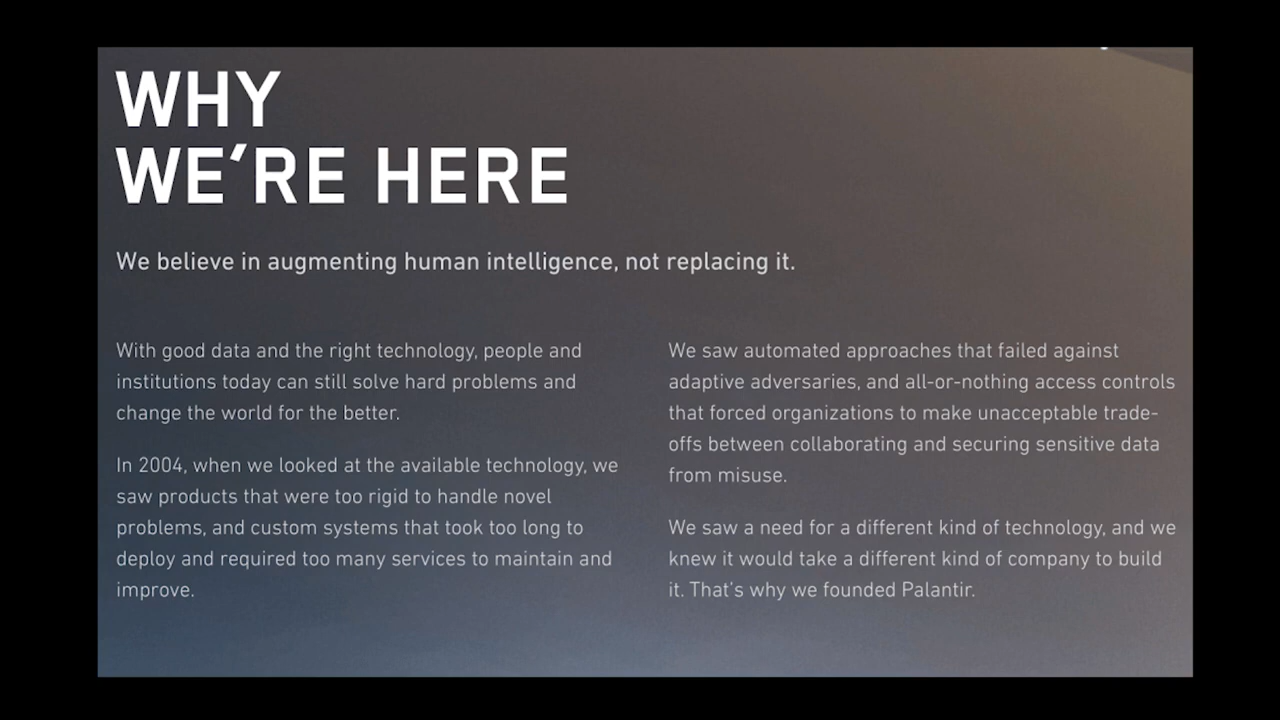 WHY
WE'RE HERE
We believe in augmenting human intelligence, not replacing it.
With good data and the right technology, people and
institutions today can still solve hard problems and
change the world for the better.
In 2004, when we looked at the available technology, we
saw products that were too rigid to handle novel
problems, and custom systems that took too long to
deploy and required too many services to maintain and
improve.
We saw automated approaches that failed against
adaptive adversaries, and all-or-nothing access controls
that forced organizations to make unacceptable trade-
offs between collaborating and securing sensitive data
from misuse.
We saw a need for a different kind of technology, and we
knew it would take a different kind of company to build
it. That's why we founded Palantir.